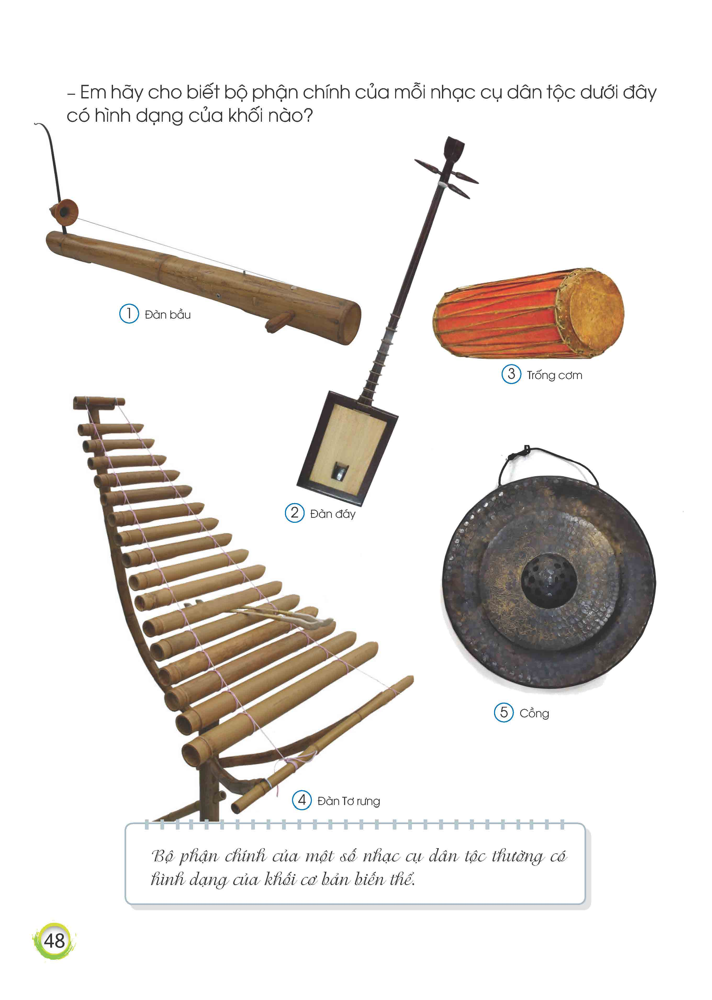 – Em hãy cho biết bộ phận chính của mỗi nhạc cụ dân tộc dưới đây
có hình dạng của khối nào?
1 Đàn bầu
3 Trống cơm
2 Đàn đáy
5 Cồng
4 Đàn Tơ rưng
Bộ phận chính của một số nhạc cụ dân tộc thường có
hình dạng của khối cơ bản biến thể.
48